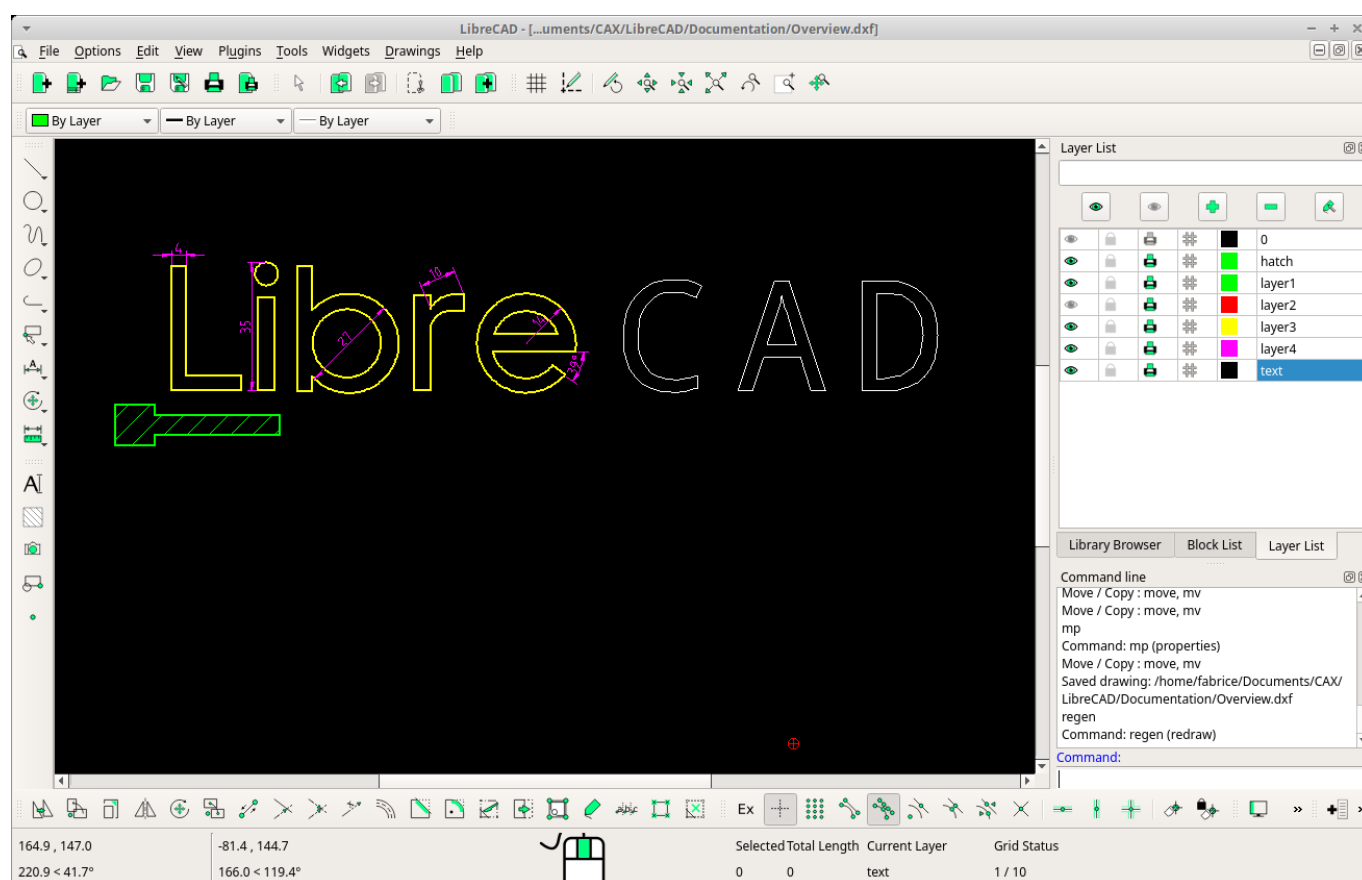 LibreCAD - [...uments/CAX/LibreCAD/Documentation/Overview.dxf]
File Options Edit View Plugins Tools Widgets Drawings Help
By Layer By Layer By Layer
Layer List
0
hatch
layer1
layer2
layer3
layer4
text
4
35
27
10
14
39°
Libre CAD
A
AI
Library Browser Block List Layer List
Command line
Move / Copy : move, mv
Move / Copy : move, mv
mp
Command: mp (properties)
Move / Copy : move, mv
Saved drawing: /home/fabrice/Documents/CAX/
LibreCAD/Documentation/Overview.dxf
regen
Command: regen (redraw)
Command:
abc Ex
164.9 , 147.0 -81.4 , 144.7 Selected Total Length Current Layer Grid Status
220.9 < 41.7° 166.0 < 119.4° 0 0 text 1 / 10